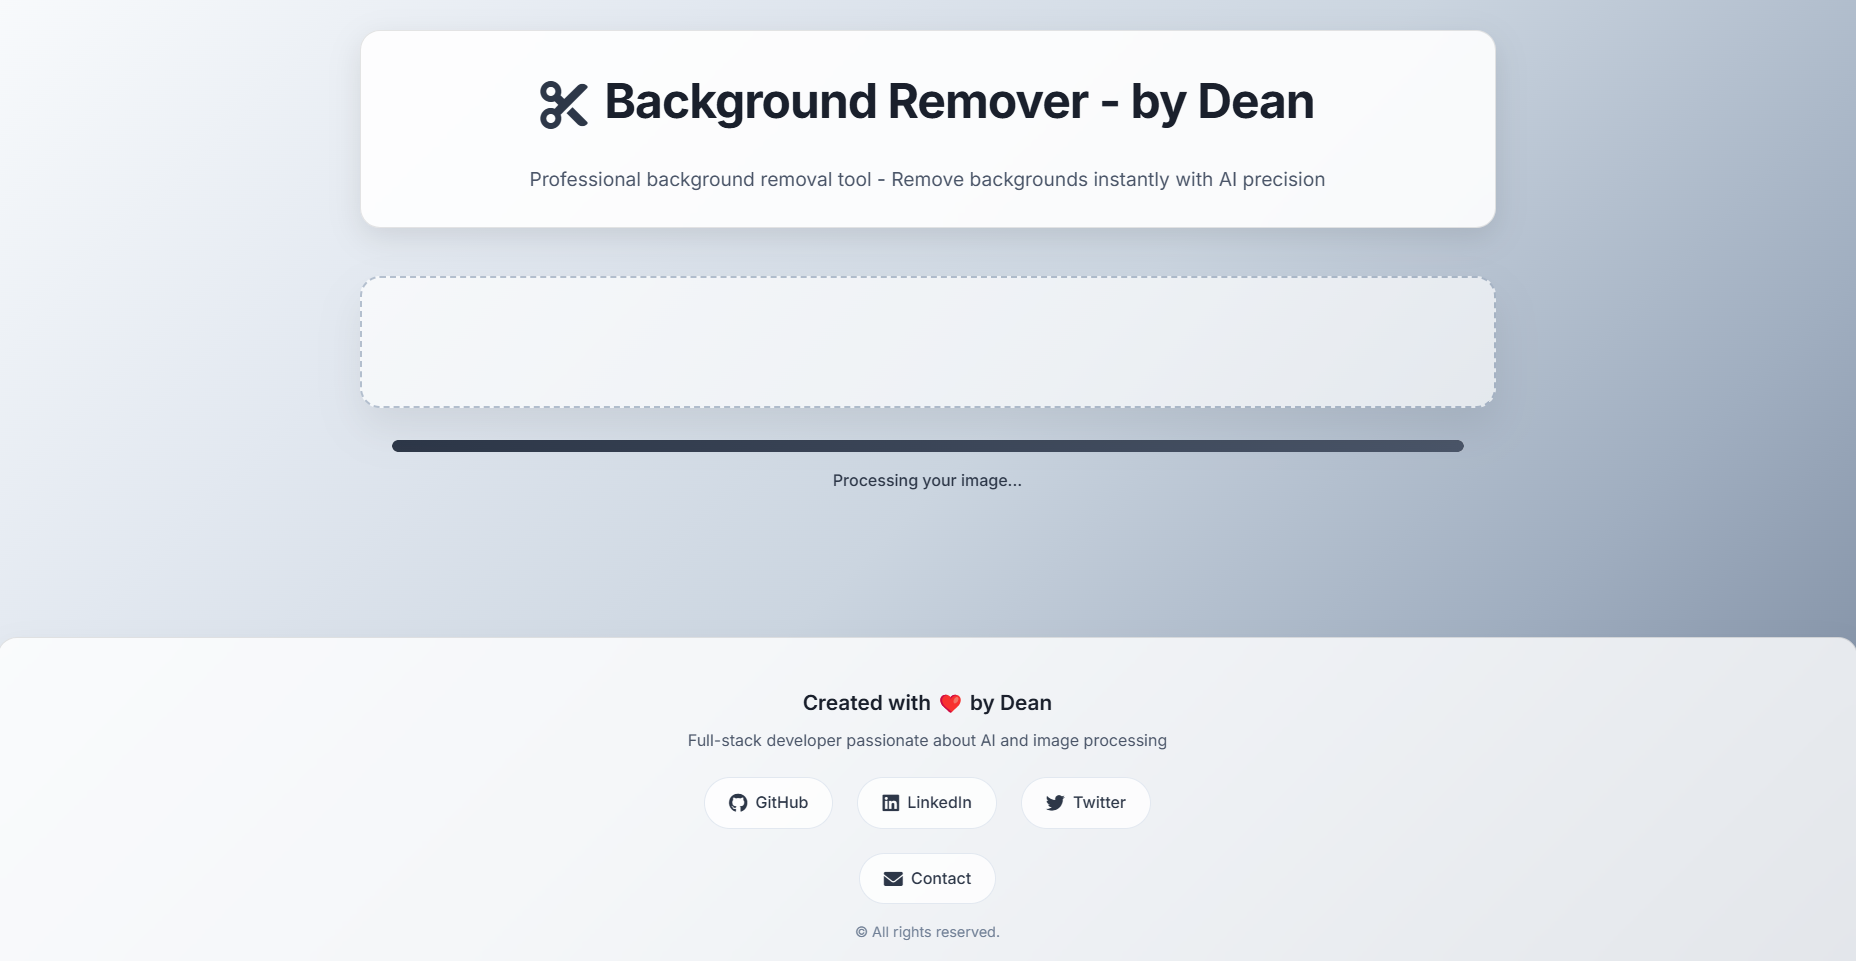 Background Remover - by Dean
Professional background removal tool - Remove backgrounds instantly with AI precision
Processing your image...
Created with ❤️ by Dean
Full-stack developer passionate about AI and image processing
GitHub
LinkedIn
Twitter
Contact
© All rights reserved.